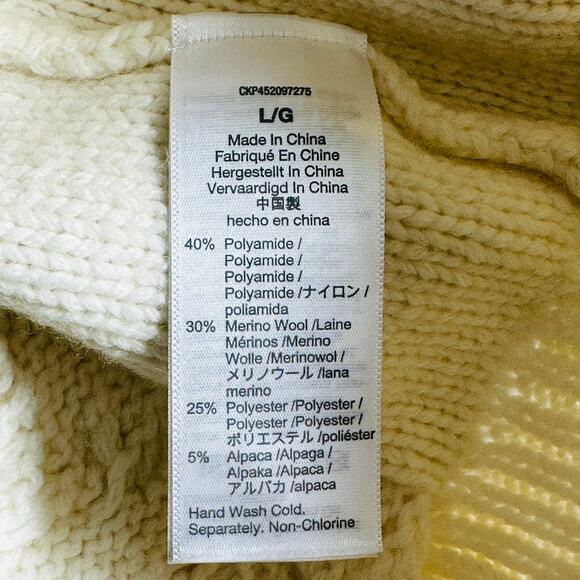 CKP452097275
L/G
Made In China
Fabriqué En Chine
Hergestellt In China
Vervaardigd In China
中国製
hecho en china
40% Polyamide /
Polyamide /
Polyamide /
Polyamide /ナイロン /
poliamida
30% Merino Wool /Laine
Mérinos /Merino
Wolle /Merinowol /
メリノウール /lana
merino
25% Polyester /Polyester /
Polyester /Polyester /
ポリエステル /poliéster
5% Alpaca /Alpaga /
Alpaka /Alpaca /
アルパカ /alpaca
Hand Wash Cold.
Separately. Non-Chlorine